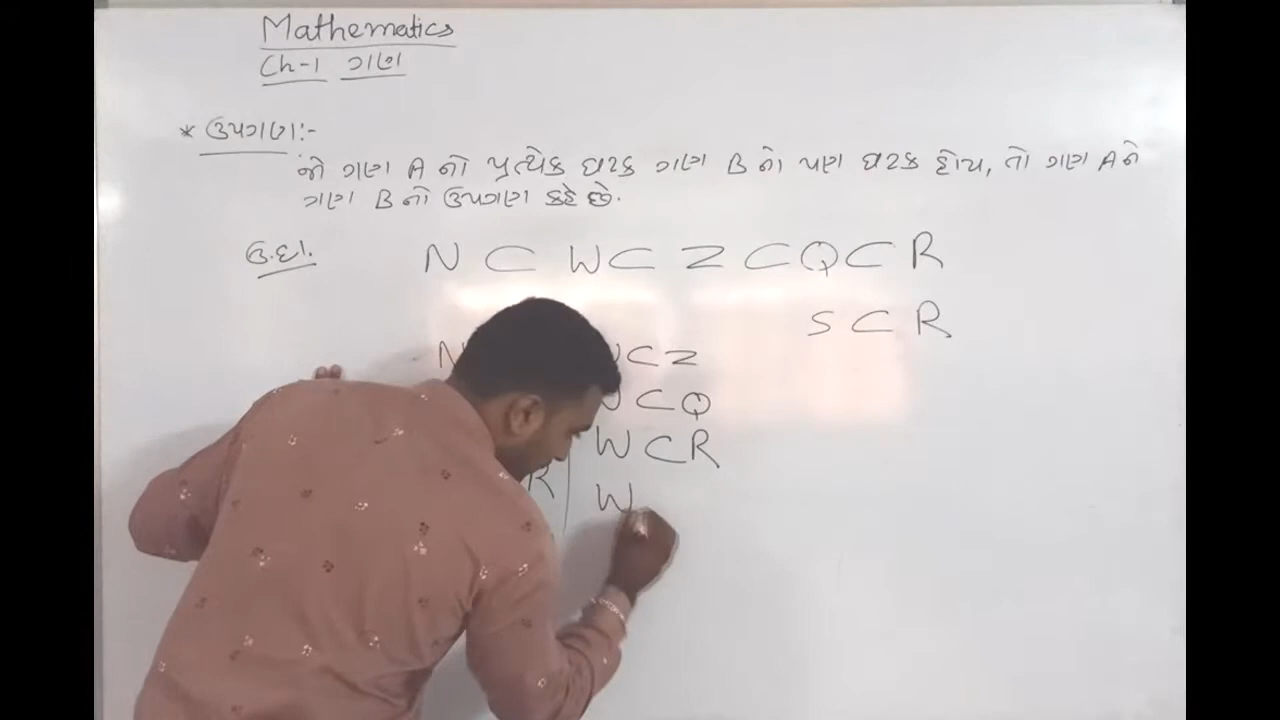 Mathematics
Ch-1 ગણ
* ઉપગણ:-
જો ગણ A નો પ્રત્યેક ઘટક ગણ B નો પણ ઘટક હોય, તો ગણ A ને
ગણ B નો ઉપગણ કહે છે.
ઉ.દા. N ⊂ W ⊂ Z ⊂ Q ⊂ R
S ⊂ R
N ⊂ Z
⊂ Q
W ⊂ R
R | W